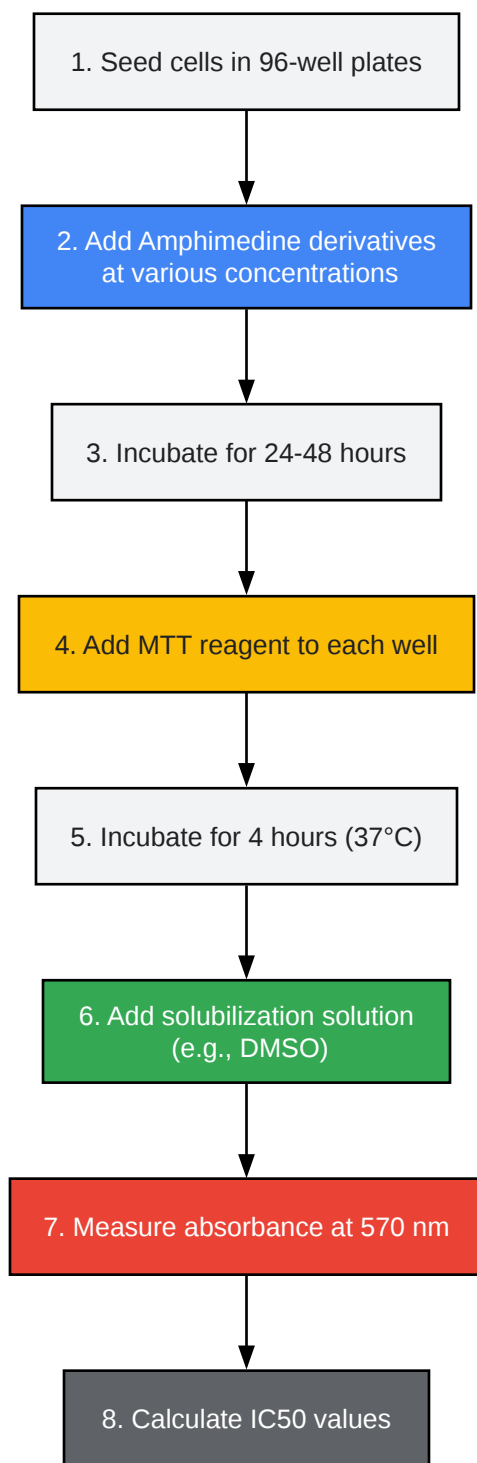 1. Seed cells in 96-well plates
2. Add Amphimedine derivatives
at various concentrations
3. Incubate for 24-48 hours
4. Add MTT reagent to each well
5. Incubate for 4 hours (37°C)
6. Add solubilization solution
(e.g., DMSO)
7. Measure absorbance at 570 nm
8. Calculate IC50 values